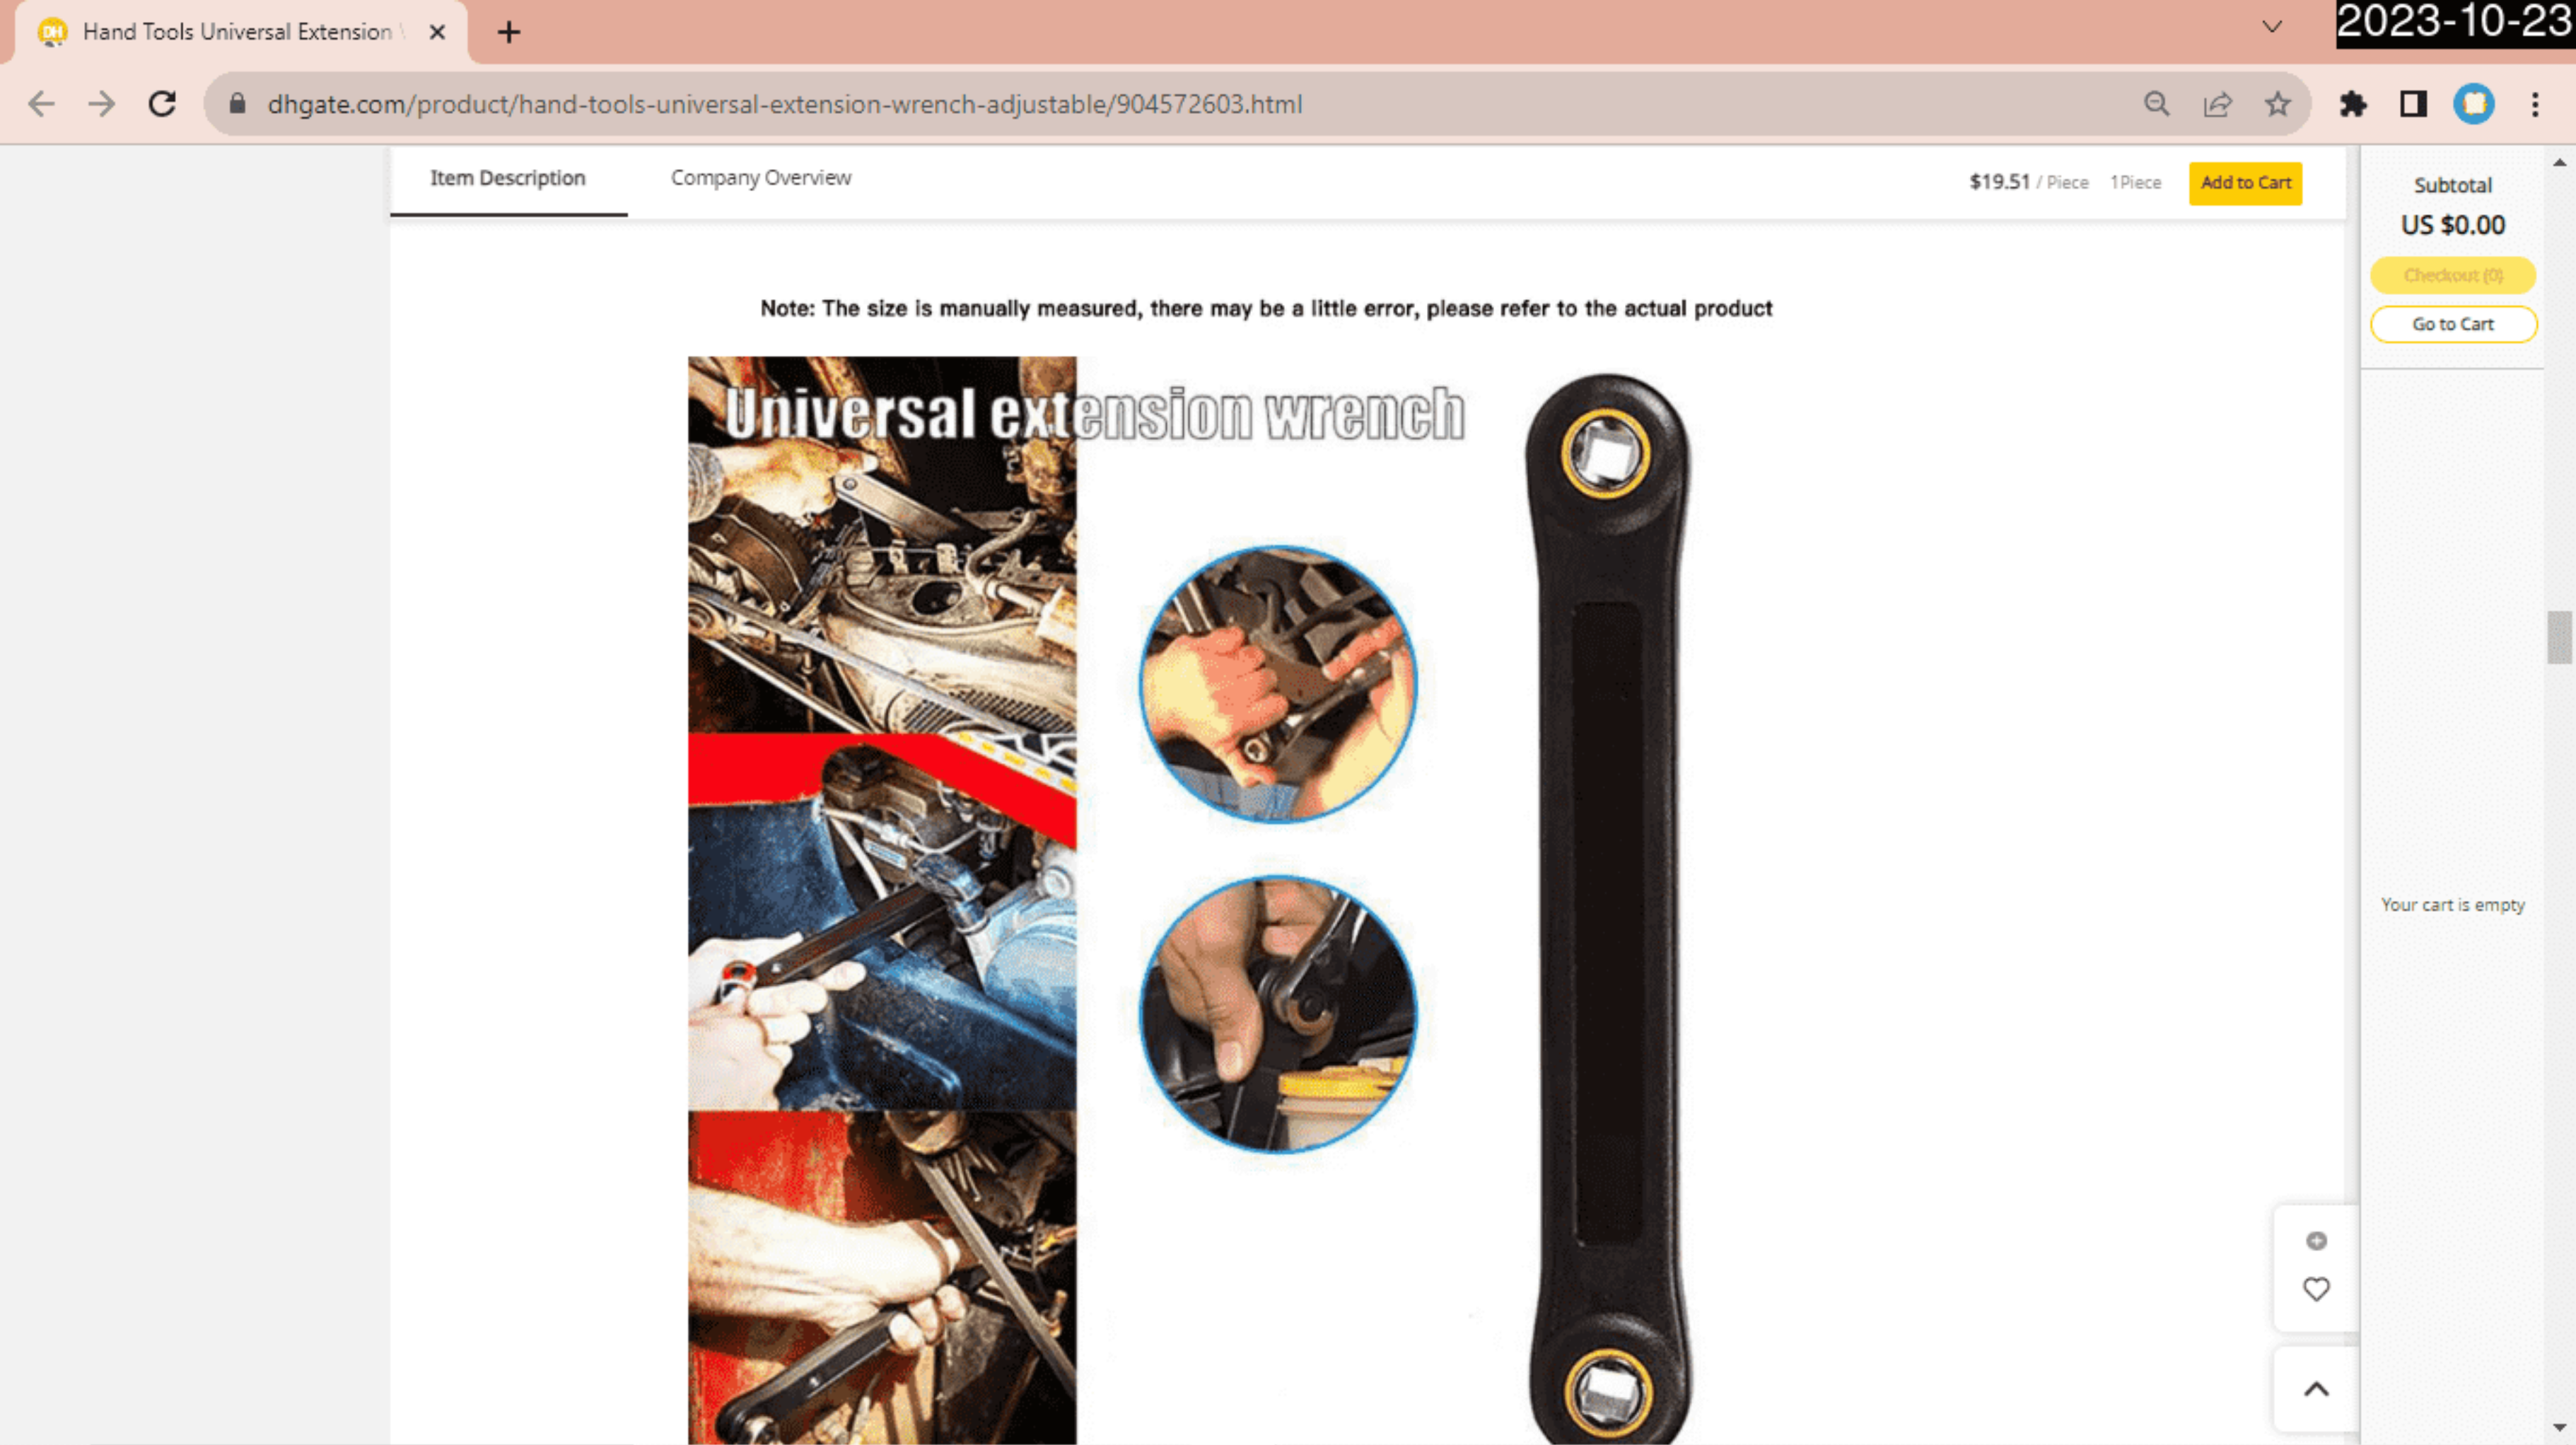 Hand Tools Universal Extension
2023-10-23
dhgate.com/product/hand-tools-universal-extension-wrench-adjustable/904572603.html
Item Description
Company Overview
$19.51 / Piece 1Piece
Add to Cart
Subtotal
US $0.00
Checkout (0)
Go to Cart
Note: The size is manually measured, there may be a little error, please refer to the actual product
Universal extension wrench
Your cart is empty